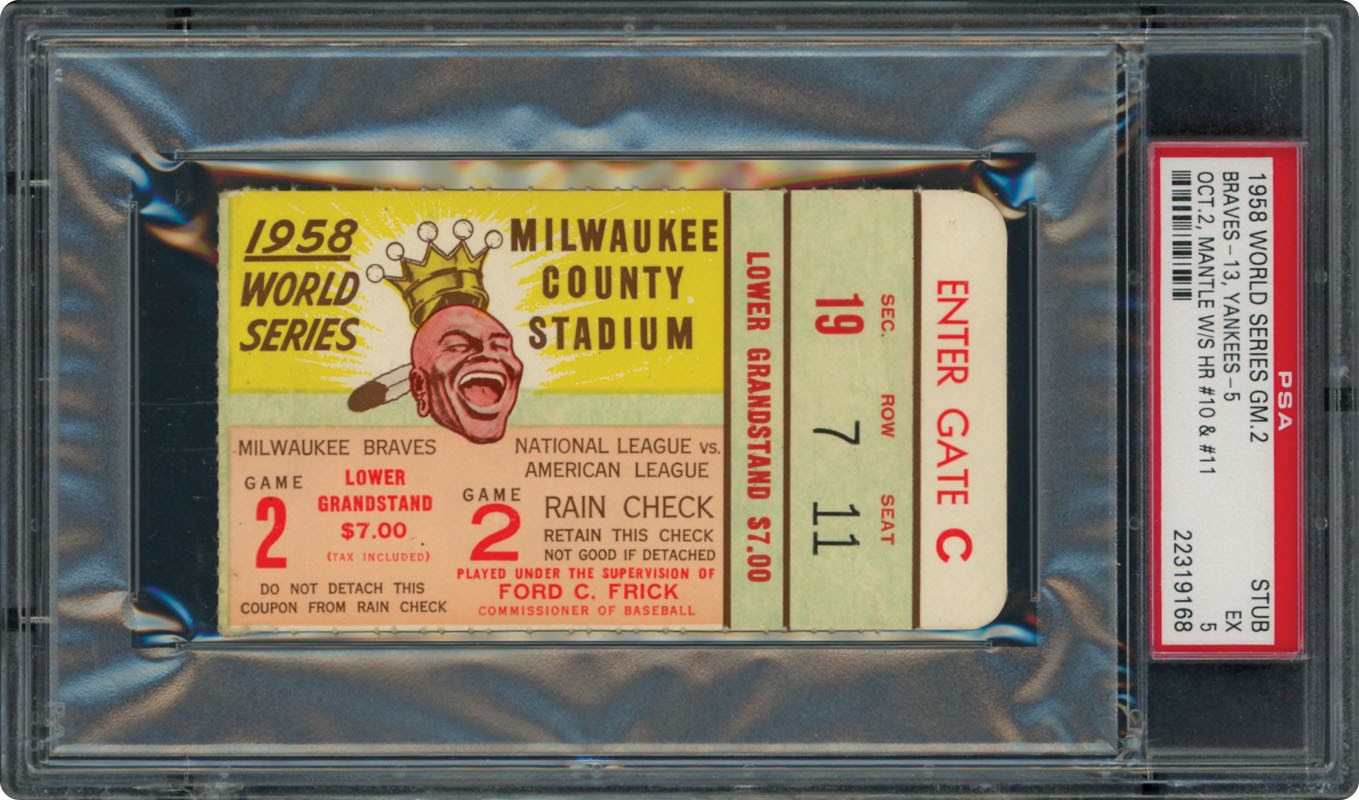 1958
WORLD
SERIES
MILWAUKEE
COUNTY
STADIUM
MILWAUKEE BRAVES
GAME
2
LOWER
GRANDSTAND
$7.00
(TAX INCLUDED)
DO NOT DETACH THIS
COUPON FROM RAIN CHECK
NATIONAL LEAGUE VS.
AMERICAN LEAGUE
GAME
2
RAIN CHECK
RETAIN THIS CHECK
NOT GOOD IF DETACHED
PLAYED UNDER THE SUPERVISION OF
FORD C. FRICK
COMMISSIONER OF BASEBALL
LOWER GRANDSTAND $7.00
SEC. ROW SEAT
19 7 11
ENTER GATE C
PSA
1958 WORLD SERIES GM.2 STUB
BRAVES-13, YANKEES-5 EX
OCT.2, MANTLE W/S HR #10 & #11 5
22319168